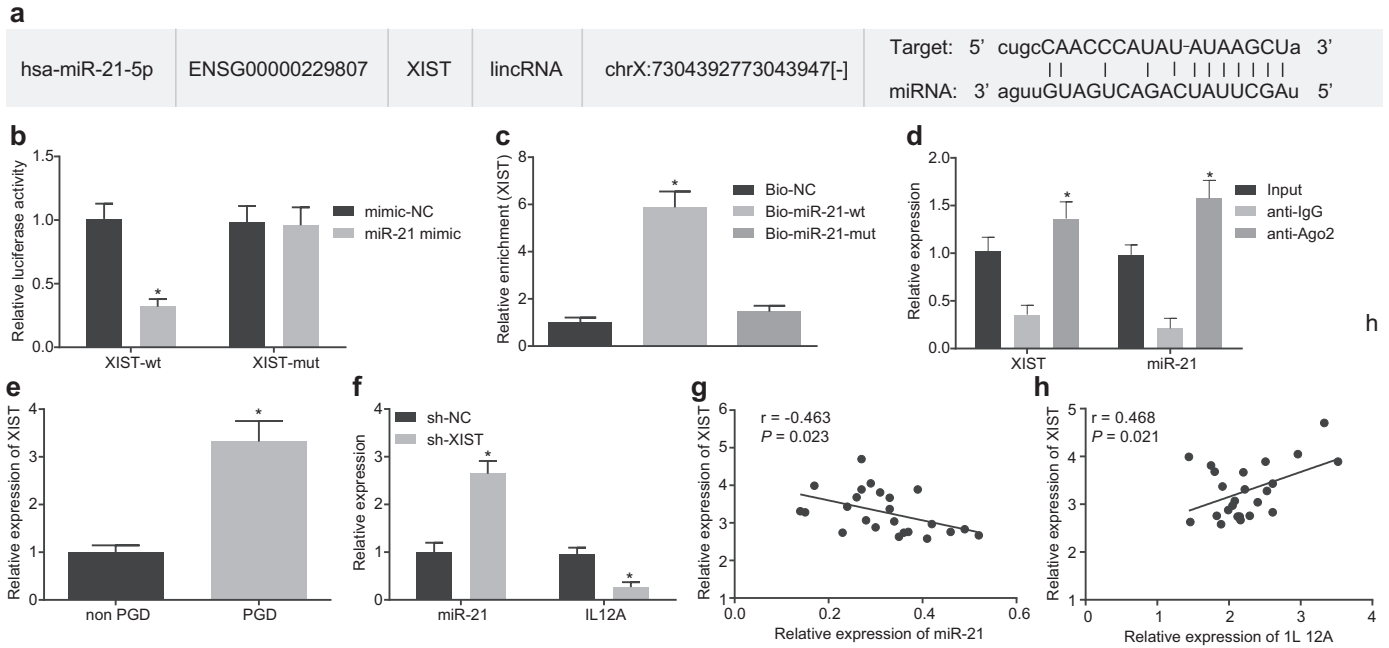 a
hsa-miR-21-5p ENSG00000229807 XIST lincRNA chrX:7304392773043947[-]
Target: 5’ cugcCAACCCAUAU-AUAAGCUa 3’
miRNA: 3’ aguuGUAGUCAGACUAUUCGAu 5’
b
Relative luciferase activity
1.5
1.0
0.5
0.0
*
XIST-wt XIST-mut
mimic-NC
miR-21 mimic
c
Relative enrichment (XIST)
8
6
4
2
0
*
Bio-NC
Bio-miR-21-wt
Bio-miR-21-mut
d
Relative expression
2.0
1.5
1.0
0.5
0.0
* *
XIST miR-21
Input
anti-IgG
anti-Ago2
h
e
Relative expression of XIST
4
3
2
1
0
*
non PGD PGD
f
Relative expression
4
3
2
1
0
sh-NC
sh-XIST
* *
miR-21 IL12A
g
Relative expression of XIST
6
5
4
3
2
1
r = -0.463
P = 0.023
0.0 0.2 0.4 0.6
Relative expression of miR-21
h
Relative expression of XIST
5
4
3
2
1
r = 0.468
P = 0.021
0 1 2 3 4
Relative expression of 1L 12A